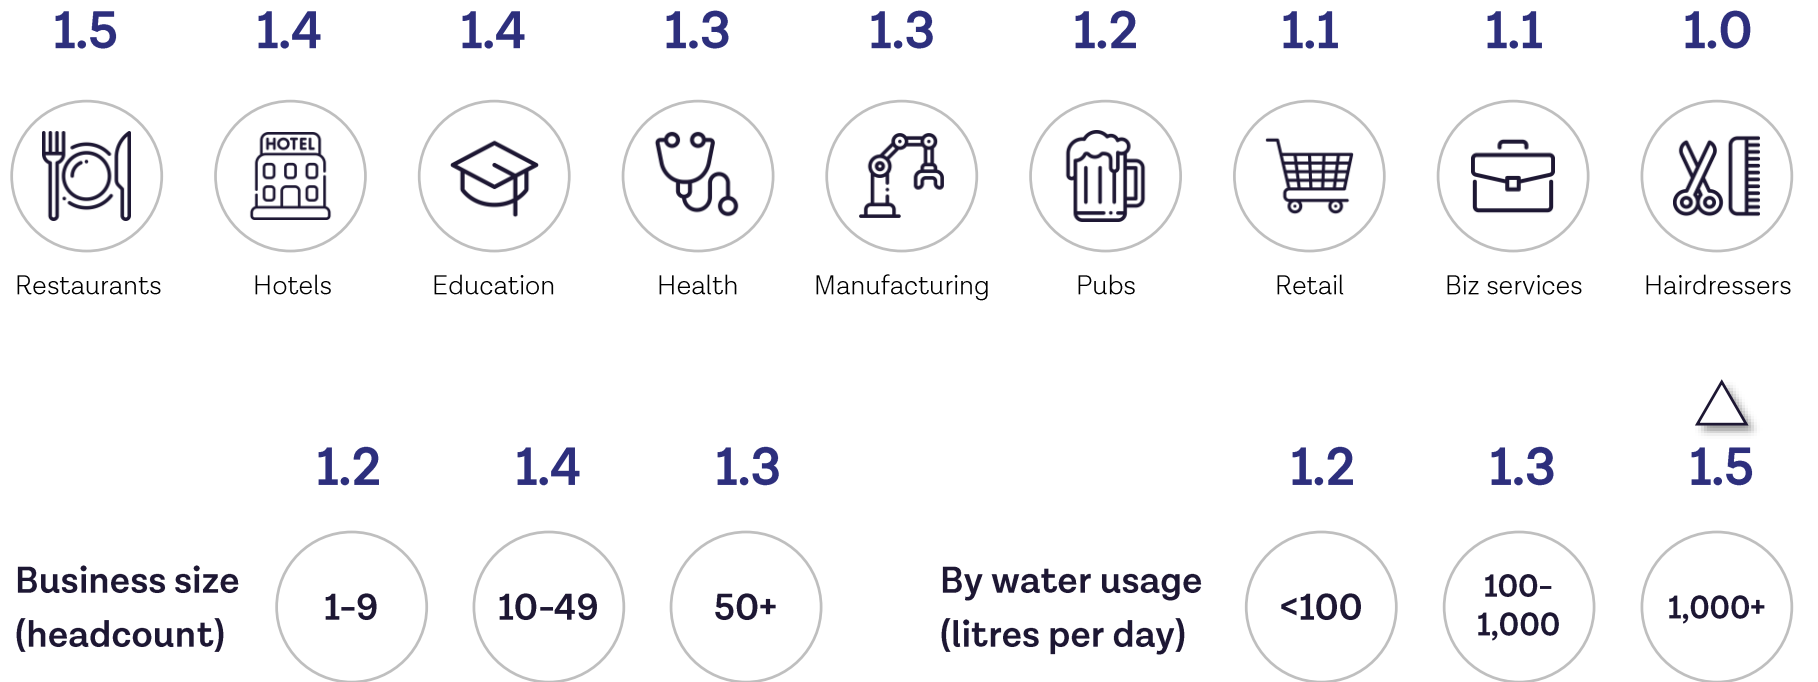 1.5 1.4 1.4 1.3 1.3 1.2 1.1 1.1 1.0
HOTEL
Restaurants Hotels Education Health Manufacturing Pubs Retail Biz services Hairdressers
1.2 1.4 1.3
Business size
(headcount)
1-9 10-49 50+
1.2 1.3 1.5
By water usage
(litres per day)
<100
100-
1,000
1,000+